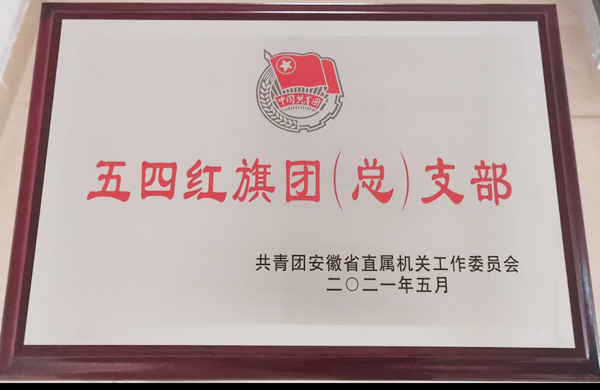 中国共青团
五四红旗团(总)支部
共青团安徽省直属机关工作委员会
二〇二一年五月